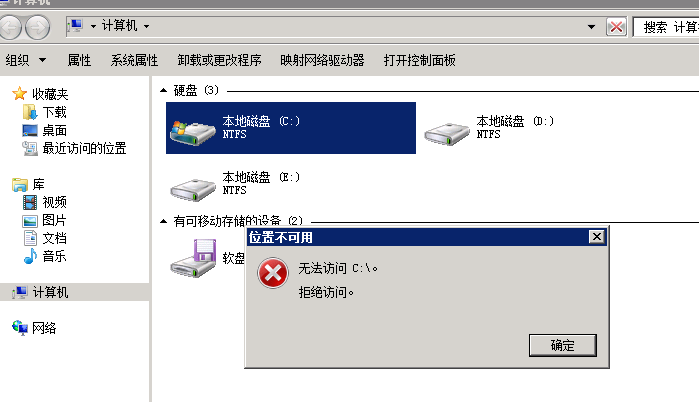 计算机
计算机
搜索 计算
组织 属性 系统属性 卸载或更改程序 映射网络驱动器 打开控制面板
收藏夹
下载
桌面
最近访问的位置
库
视频
图片
文档
音乐
计算机
网络
硬盘 (3)
本地磁盘 (C:)
NTFS
本地磁盘 (D:)
NTFS
本地磁盘 (E:)
NTFS
有可移动存储的设备 (2)
软盘
位置不可用
无法访问 C:\。
拒绝访问。
确定